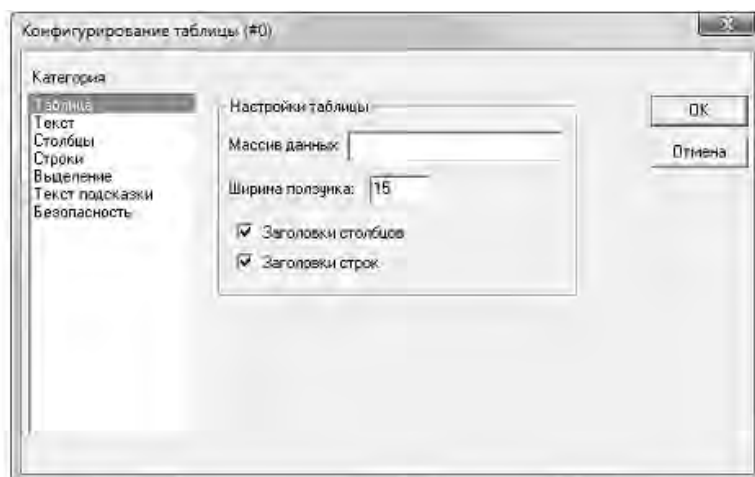 Конфигурирование таблицы (#0)
Категория
Таблица
Текст
Столбцы
Строки
Выделение
Текст подсказки
Безопасность
Настройки таблицы
Массив данных
Ширина ползунка: 15
Заголовки столбцов
Заголовки строк
OK
Отмена